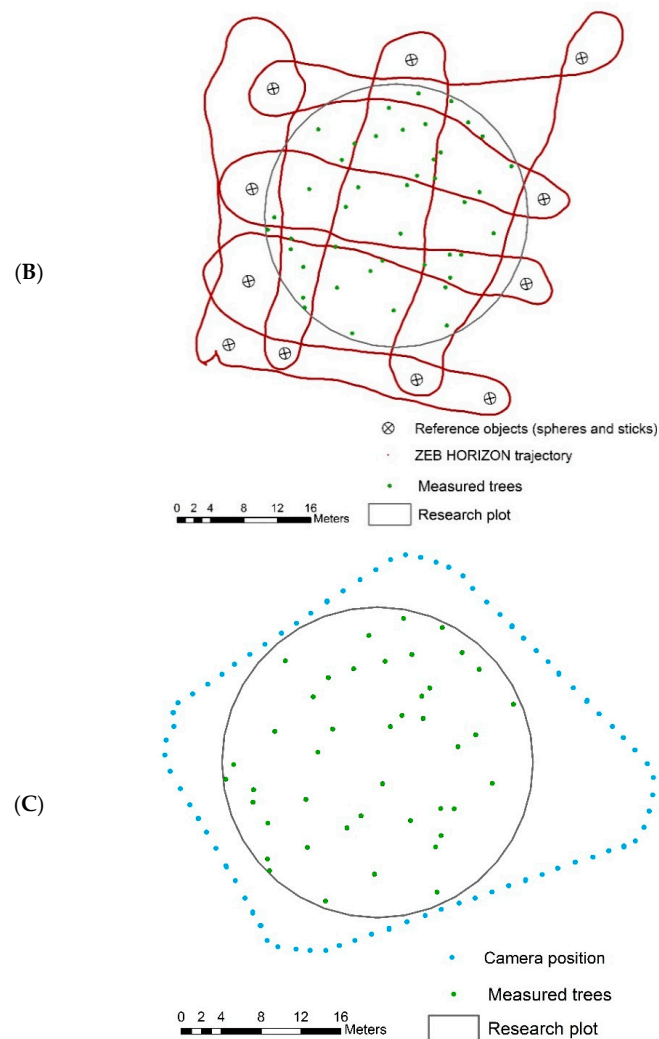 (B)
Reference objects (spheres and sticks)
ZEB HORIZON trajectory
Measured trees
0 2 4 8 12 16
Meters
Research plot
(C)
Camera position
Measured trees
0 2 4 8 12 16
Meters
Research plot